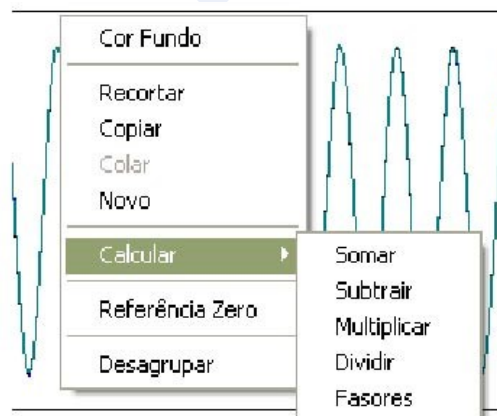 Cor Fundo
Recortar
Copiar
Colar
Novo
Calcular
Referência Zero
Desagrupar
Somar
Subtrair
Multiplicar
Dividir
Fasores